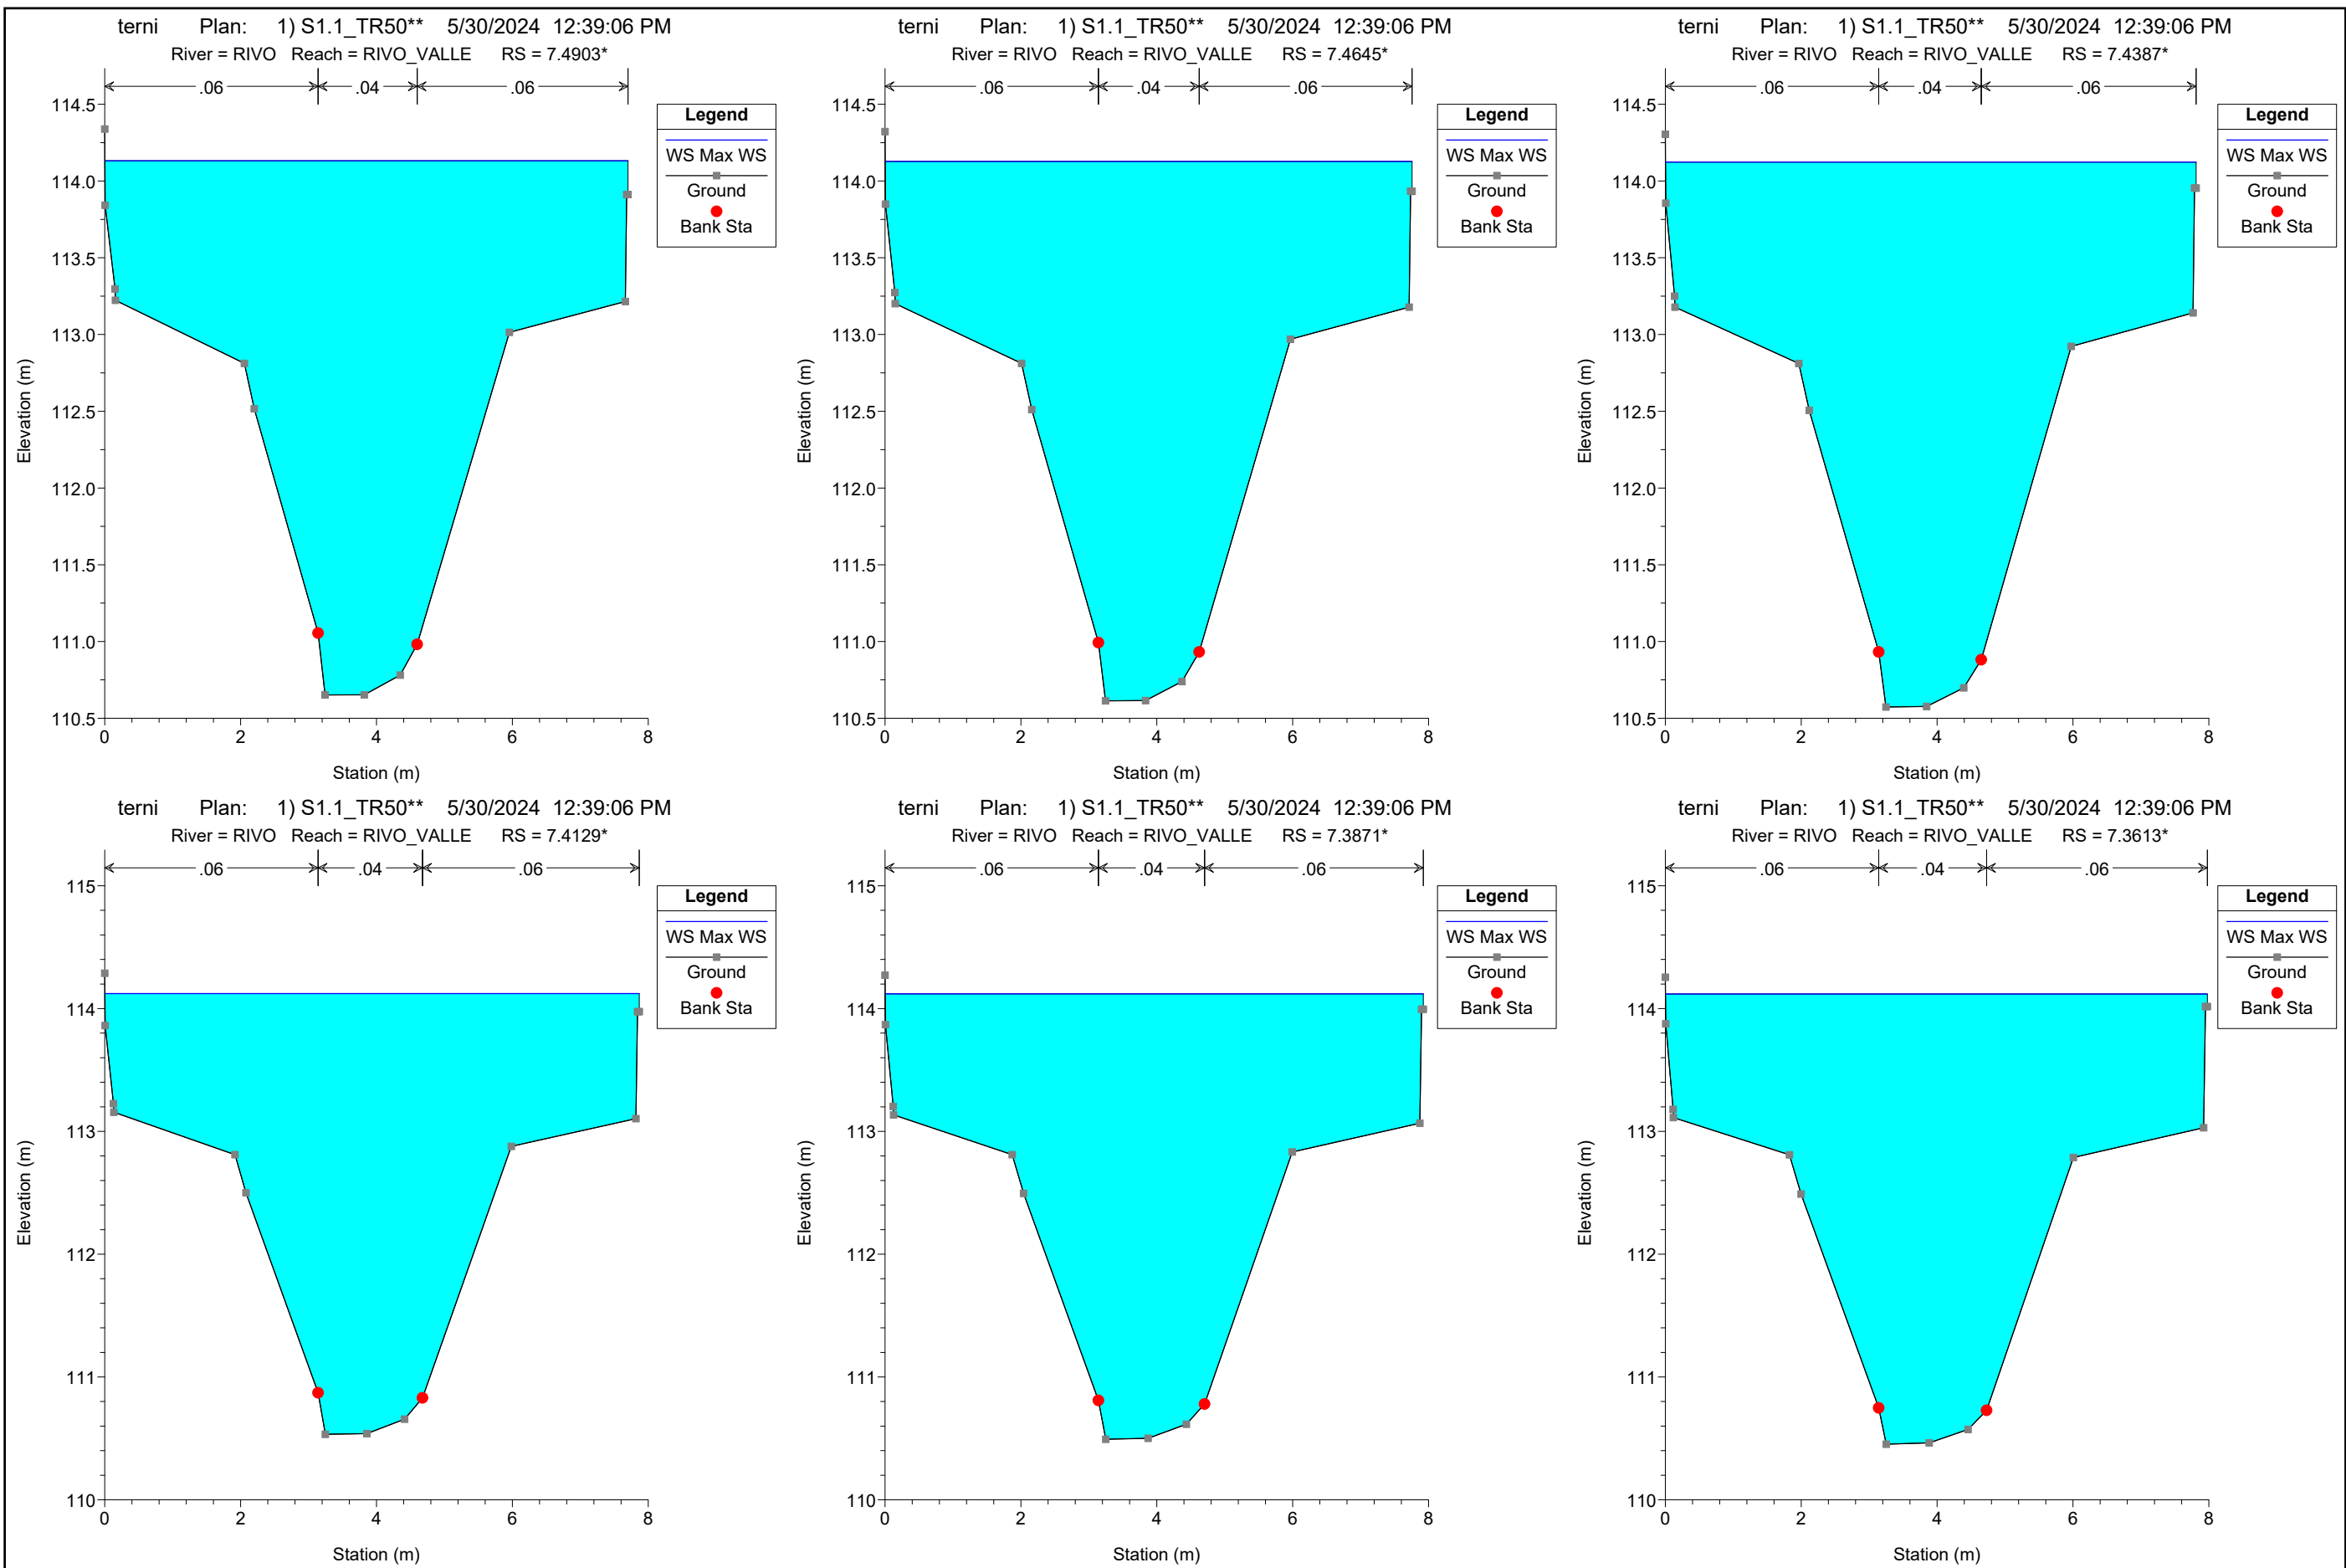 terni Plan: 1) S1.1_TR50** 5/30/2024 12:39:06 PM
River = RIVO Reach = RIVO_VALLE RS = 7.4903*
.06 .04 .06
114.5
114.0
113.5
113.0
112.5
112.0
111.5
111.0
110.5
0 2 4 6 8
Station (m)
Elevation (m)
Legend
WS Max WS
Ground
Bank Sta
terni Plan: 1) S1.1_TR50** 5/30/2024 12:39:06 PM
River = RIVO Reach = RIVO_VALLE RS = 7.4645*
.06 .04 .06
114.5
114.0
113.5
113.0
112.5
112.0
111.5
111.0
110.5
0 2 4 6 8
Station (m)
Elevation (m)
Legend
WS Max WS
Ground
Bank Sta
terni Plan: 1) S1.1_TR50** 5/30/2024 12:39:06 PM
River = RIVO Reach = RIVO_VALLE RS = 7.4387*
.06 .04 .06
114.5
114.0
113.5
113.0
112.5
112.0
111.5
111.0
110.5
0 2 4 6 8
Station (m)
Elevation (m)
Legend
WS Max WS
Ground
Bank Sta
terni Plan: 1) S1.1_TR50** 5/30/2024 12:39:06 PM
River = RIVO Reach = RIVO_VALLE RS = 7.4129*
.06 .04 .06
115
114
113
112
111
110
0 2 4 6 8
Station (m)
Elevation (m)
Legend
WS Max WS
Ground
Bank Sta
terni Plan: 1) S1.1_TR50** 5/30/2024 12:39:06 PM
River = RIVO Reach = RIVO_VALLE RS = 7.3871*
.06 .04 .06
115
114
113
112
111
110
0 2 4 6 8
Station (m)
Elevation (m)
Legend
WS Max WS
Ground
Bank Sta
terni Plan: 1) S1.1_TR50** 5/30/2024 12:39:06 PM
River = RIVO Reach = RIVO_VALLE RS = 7.3613*
.06 .04 .06
115
114
113
112
111
110
0 2 4 6 8
Station (m)
Elevation (m)
Legend
WS Max WS
Ground
Bank Sta